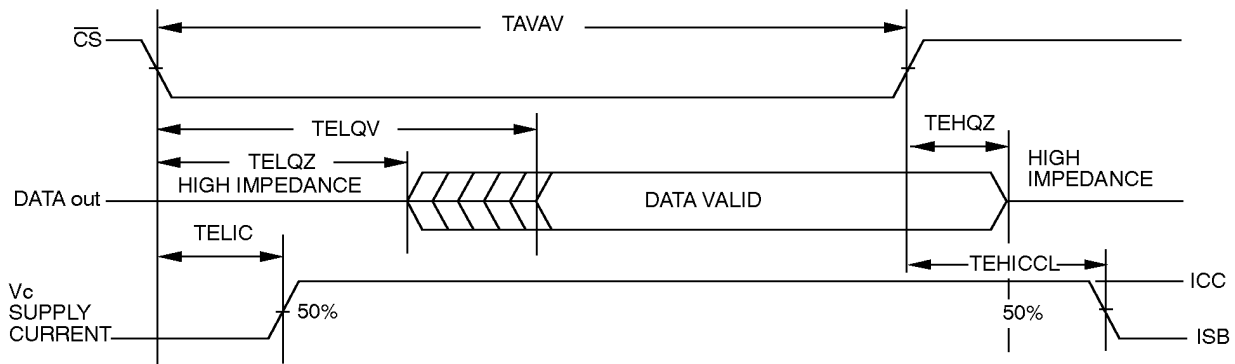 TAVAV
CS
TELQV
TEHQZ
TELQZ
HIGH IMPEDANCE
HIGH
IMPEDANCE
DATA out
DATA VALID
TELIC
TEHICCL
Vc
SUPPLY
CURRENT
50%
50%
ICC
ISB